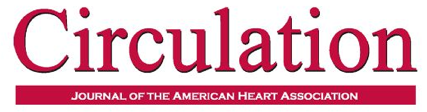 Circulation
JOURNAL OF THE AMERICAN HEART ASSOCIATION